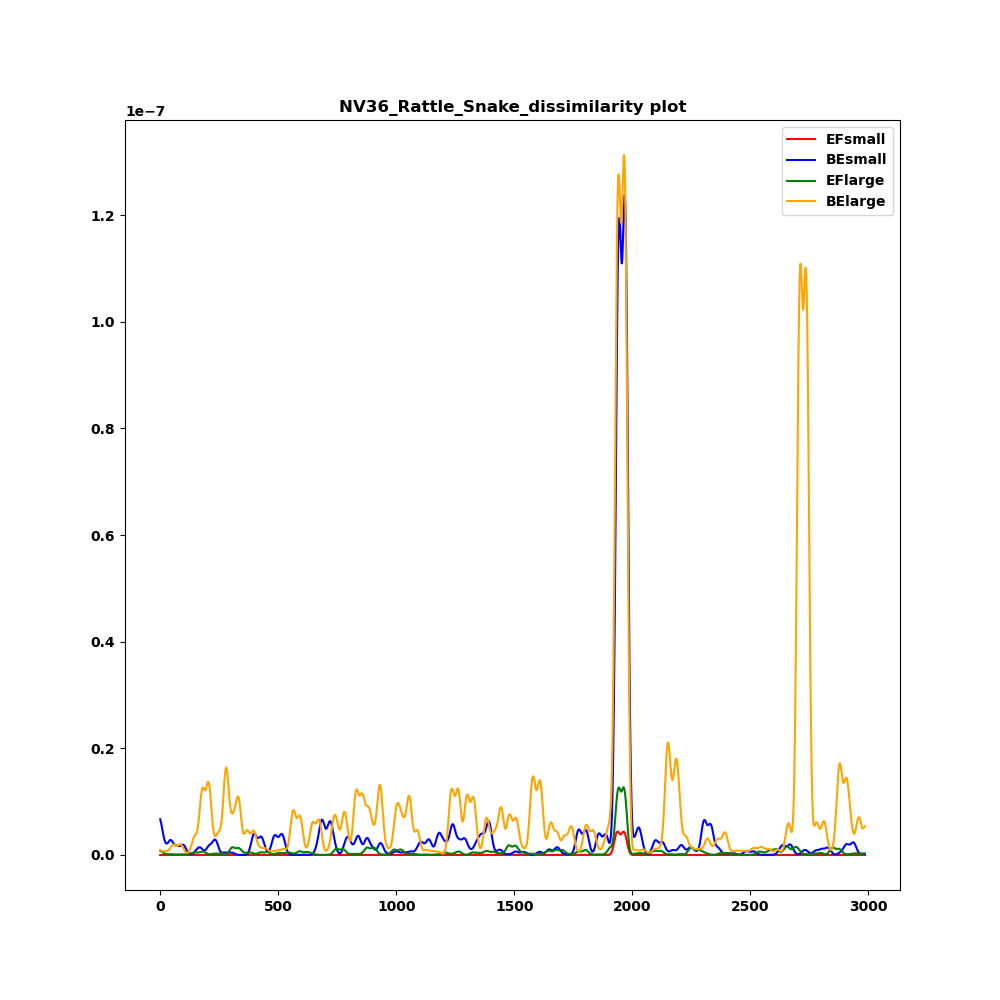 NV36_Rattle_Snake_dissimilarity plot
1e−7
EFsmall
BEsmall
EFlarge
BElarge
1.2
1.0
0.8
0.6
0.4
0.2
0.0
0 500 1000 1500 2000 2500 3000